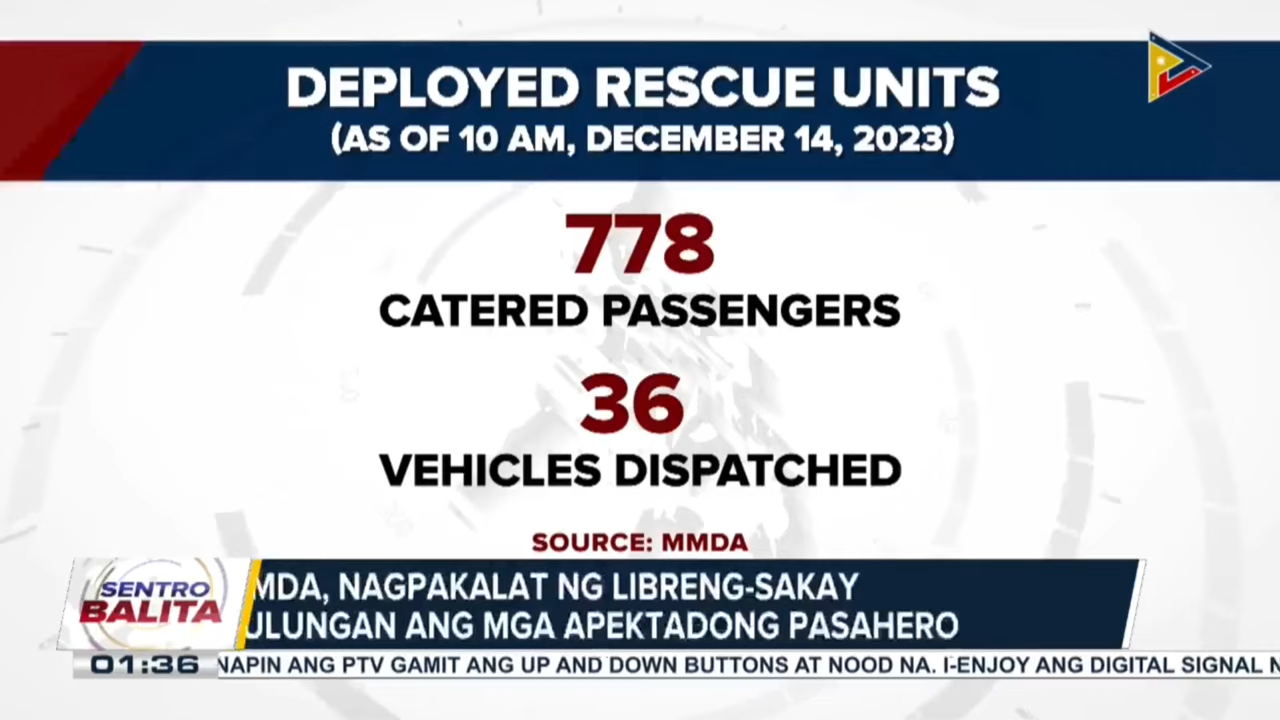 DEPLOYED RESCUE UNITS
(AS OF 10 AM, DECEMBER 14, 2023)
778
CATERED PASSENGERS
36
VEHICLES DISPATCHED
SOURCE: MMDA
SENTRO
BALITA
MDA, NAGPAKALAT NG LIBRENG-SAKAY
ULUNGAN ANG MGA APEKTADONG PASAHERO
01:36
NAPIN ANG PTV GAMIT ANG UP AND DOWN BUTTONS AT NOOD NA. I-ENJOY ANG DIGITAL SIGNAL N